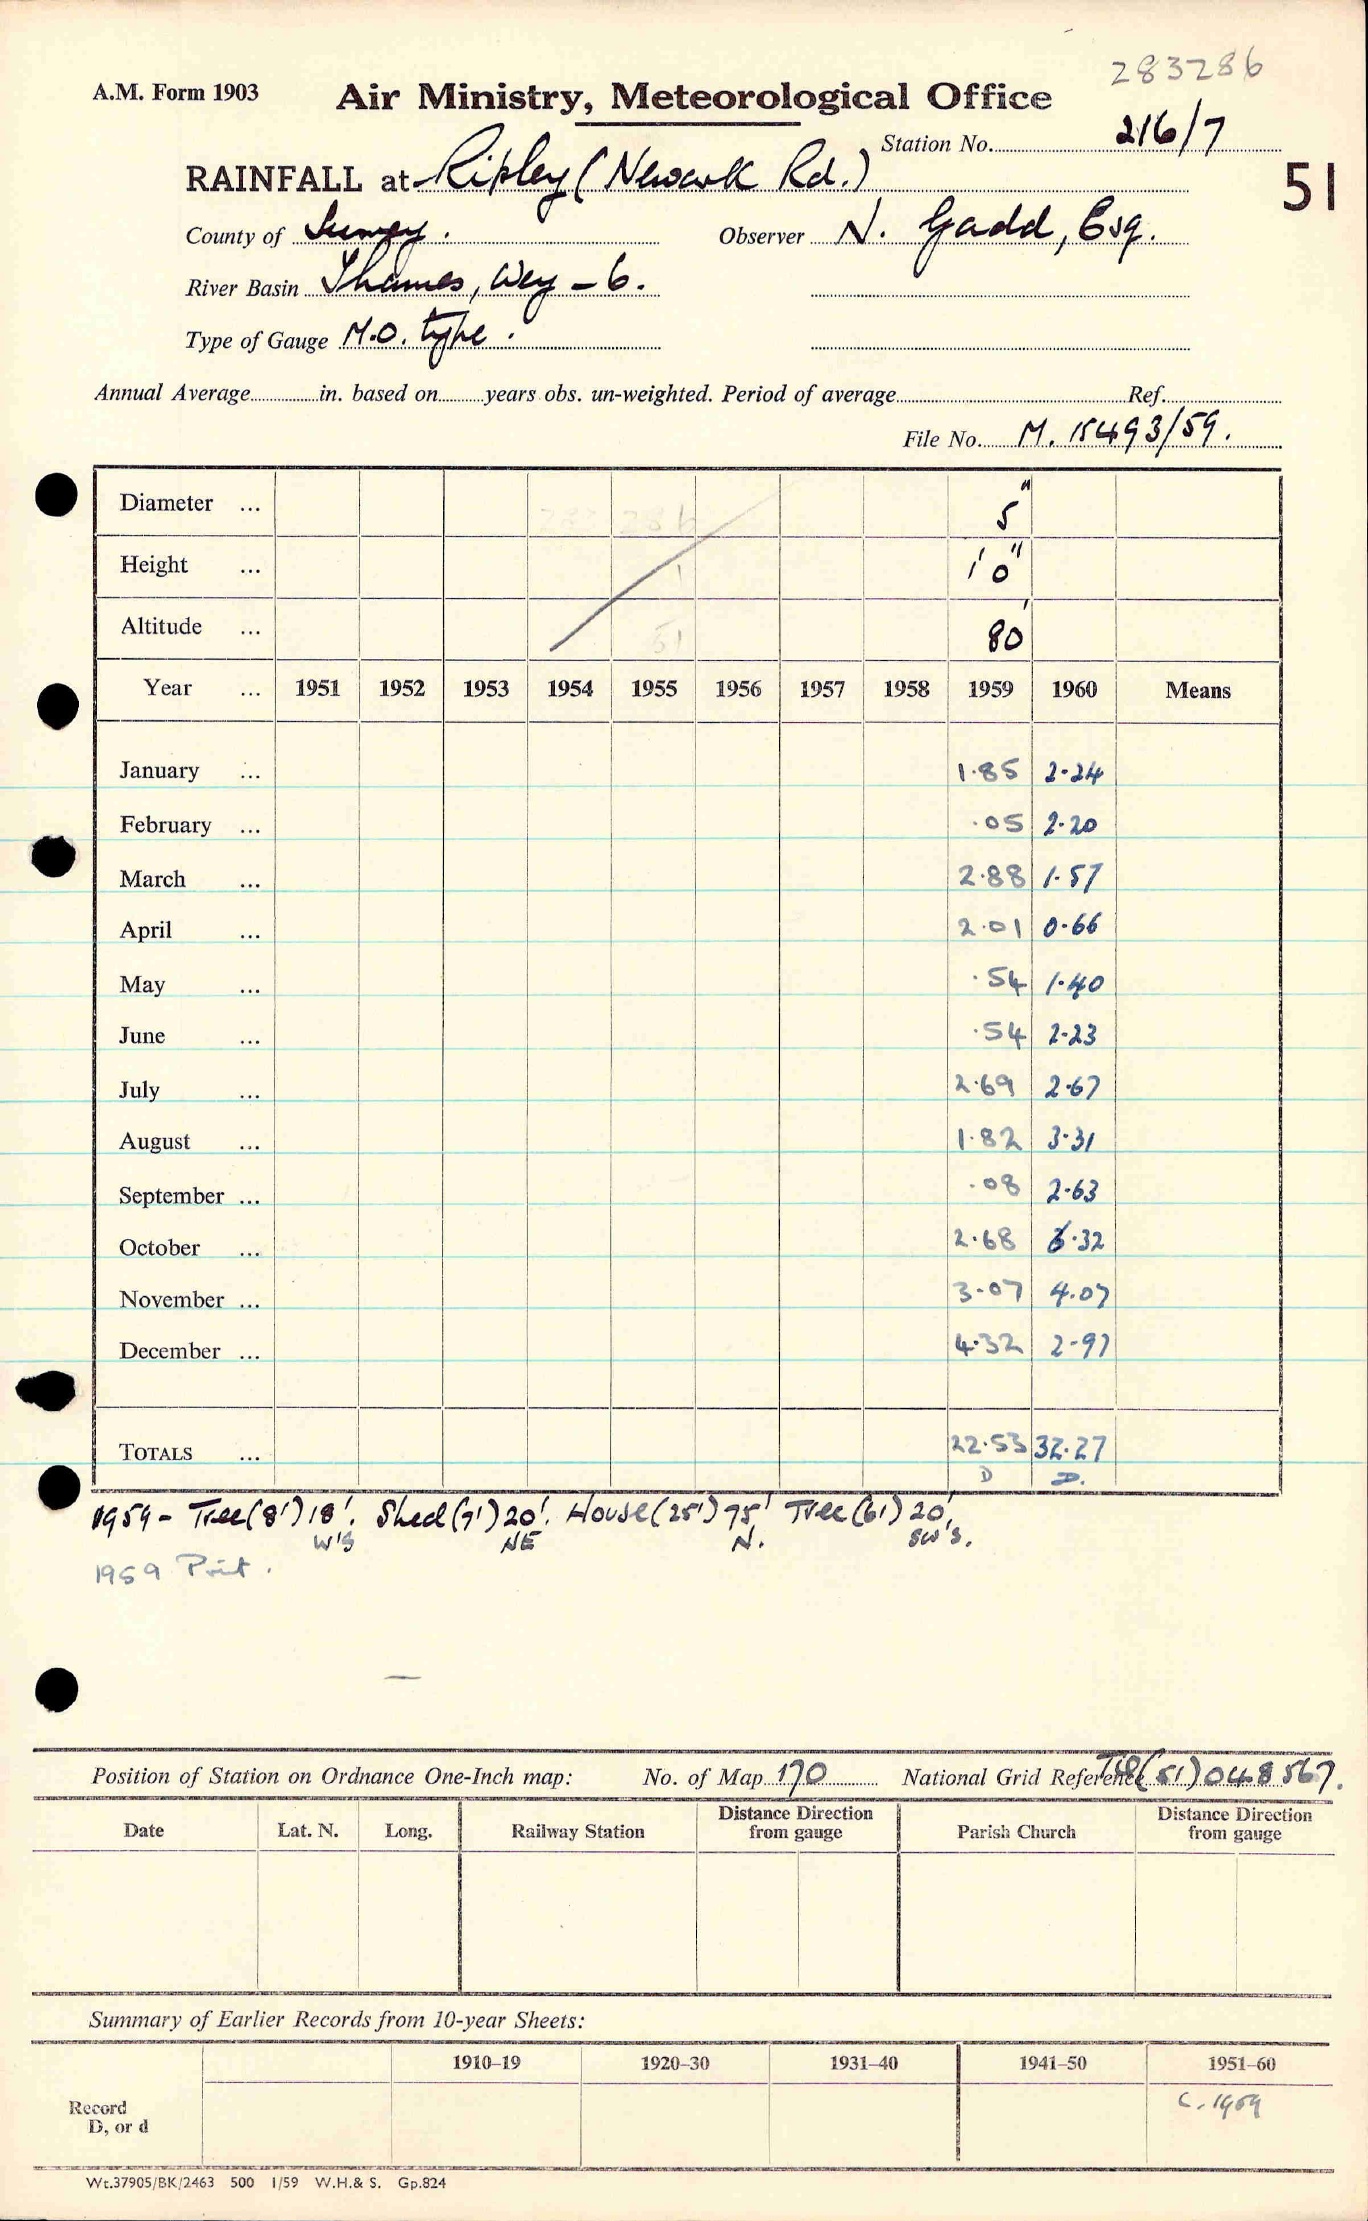 283286
A.M. Form 1903 Air Ministry, Meteorological Office
Station No. 216/7
RAINFALL at Ripley (Newark Rd.)
51
County of Surrey. Observer N. Gadd, Esq.
River Basin Thames, Wey - 6.
Type of Gauge M.O. type.
Annual Average in. based on years obs. un-weighted. Period of average Ref.
File No. M. 15493/59.
Diameter ... 5"
Height ... 1' 0"
Altitude ... 80'
Year ... 1951 1952 1953 1954 1955 1956 1957 1958 1959 1960 Means
January ... 1.85 2.24
February ... .05 2.20
March ... 2.88 1.57
April ... 2.01 0.66
May ... .54 1.40
June ... .54 2.23
July ... 2.69 2.67
August ... 1.82 3.31
September ... .08 2.63
October ... 2.68 6.32
November ... 3.07 4.07
December ... 4.32 2.97
TOTALS ... 22.53 32.27
D D.
1959 - Tree (8') 18'. Shed (7') 20'. House (25') 75' Tree (6') 20',
W'S NE N. SW'S.
1959 Print.
Position of Station on Ordnance One-Inch map: No. of Map 170 National Grid Reference (51) 048567.
Date Lat. N. Long. Railway Station Distance Direction from gauge Parish Church Distance Direction from gauge
Summary of Earlier Records from 10-year Sheets:
1910–19 1920–30 1931–40 1941–50 1951–60
Record
D, or d
C. 1959
Wt.37905/BK/2463 500 1/59 W.H.& S. Gp.824